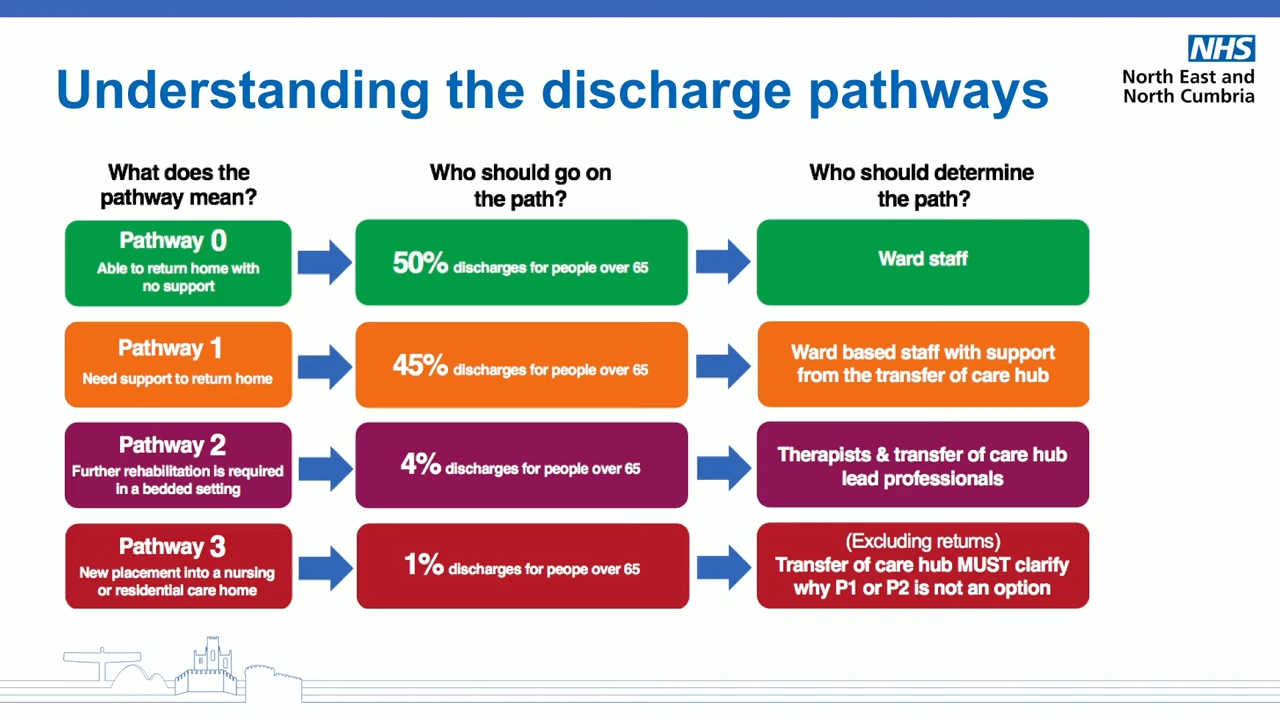 NHS
North East and
North Cumbria
Understanding the discharge pathways
What does the
pathway mean?
Who should go on
the path?
Who should determine
the path?
Pathway 0
Able to return home with
no support
50% discharges for people over 65
Ward staff
Pathway 1
Need support to return home
45% discharges for people over 65
Ward based staff with support
from the transfer of care hub
Pathway 2
Further rehabilitation is required
in a bedded setting
4% discharges for people over 65
Therapists & transfer of care hub
lead professionals
Pathway 3
New placement into a nursing
or residential care home
1% discharges for peope over 65
(Excluding returns)
Transfer of care hub MUST clarify
why P1 or P2 is not an option